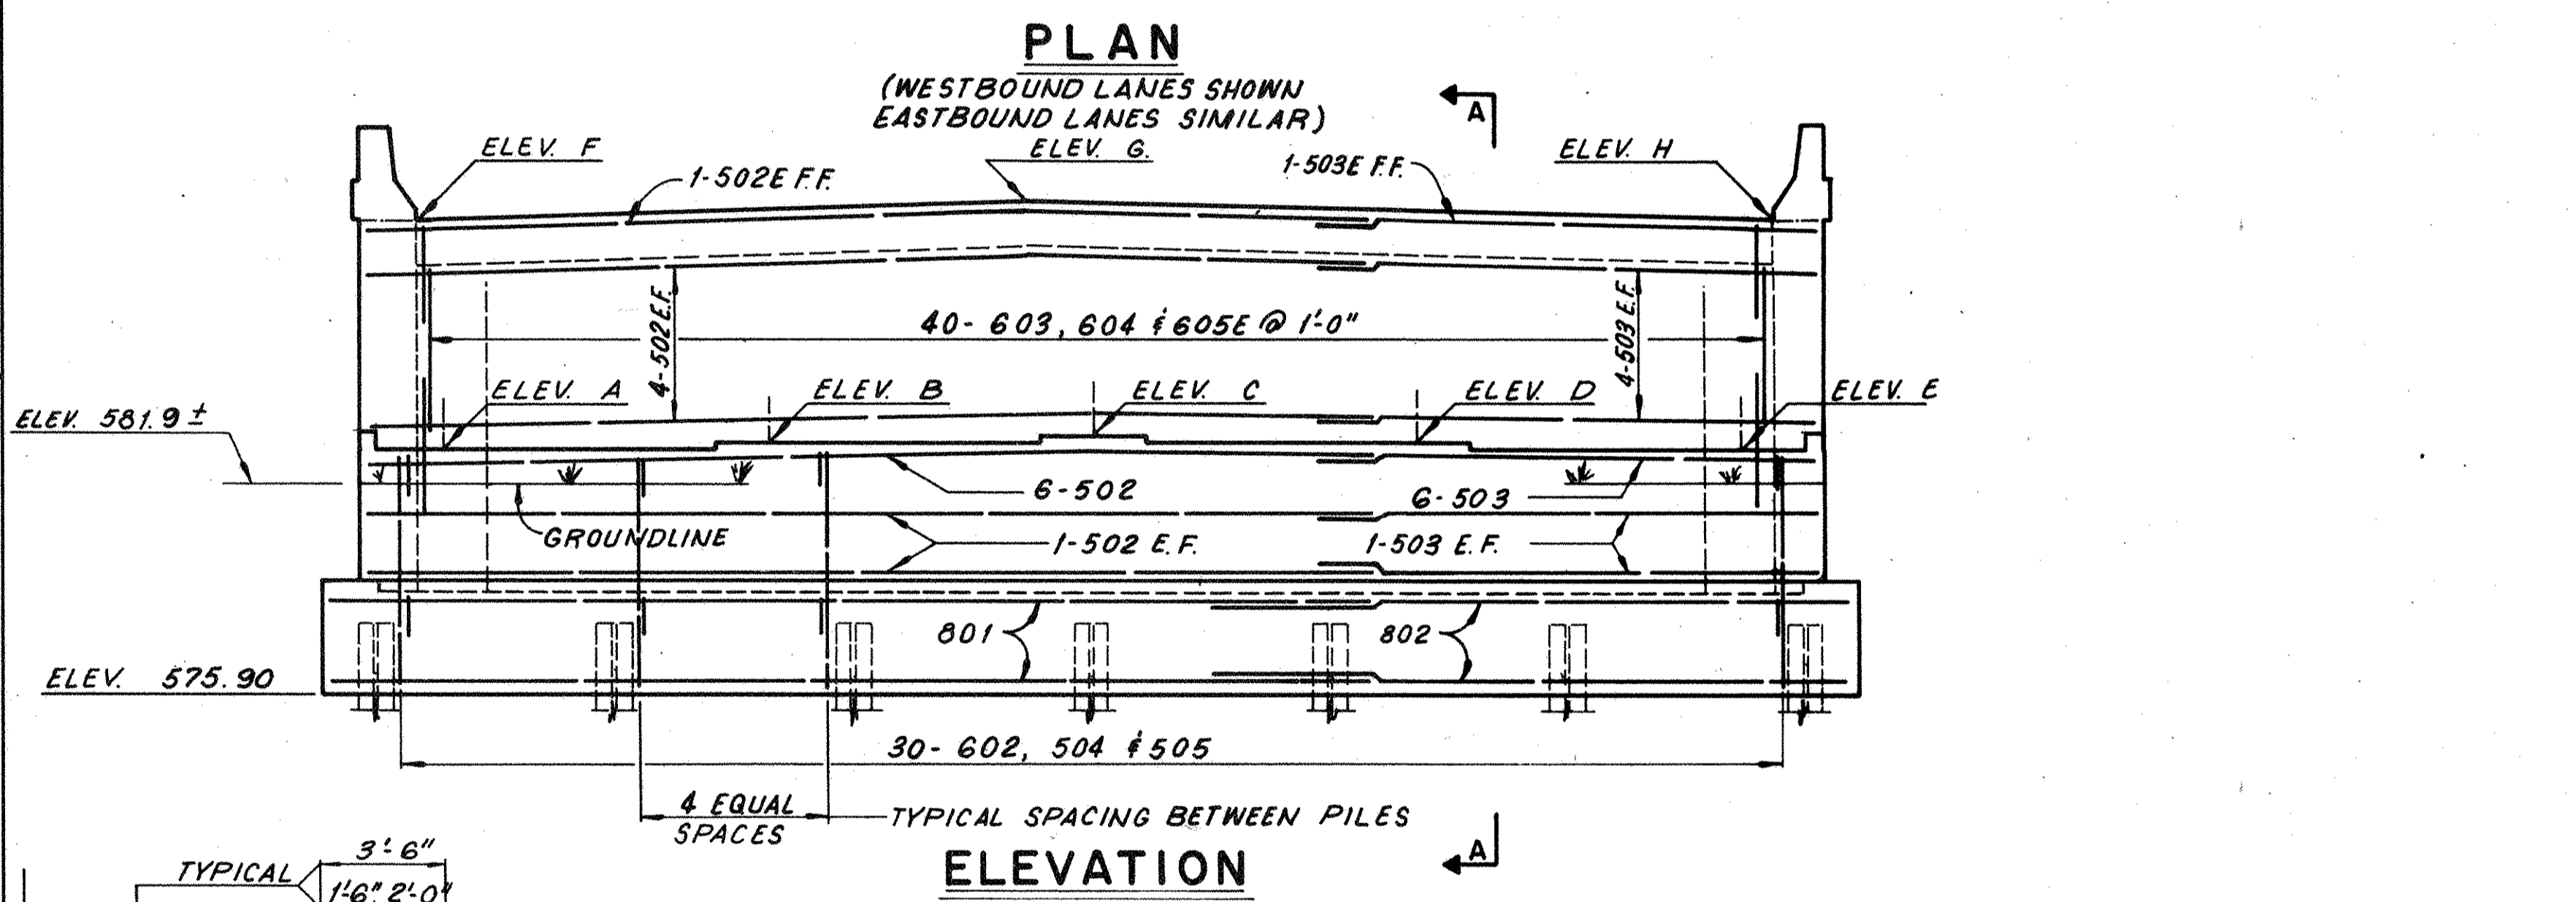 PLAN
(WESTBOUND LANES SHOWN
EASTBOUND LANES SIMILAR)
A
ELEV. F
ELEV. G.
1-503E F.F.
ELEV. H
1-502E F.F.
4-502 E.F.
40- 603, 604 & 605E @ 1'-0"
4-503 E.F.
ELEV. A
ELEV. B
ELEV. C
ELEV. D
ELEV. E
ELEV. 581.9 ±
6-502
6-503
GROUNDLINE
1-502 E.F.
1-503 E.F.
801
802
ELEV. 575.90
30- 602, 504 & 505
4 EQUAL
SPACES
TYPICAL SPACING BETWEEN PILES
ELEVATION
A
3'-6"
TYPICAL
1'-6" 2'-0"